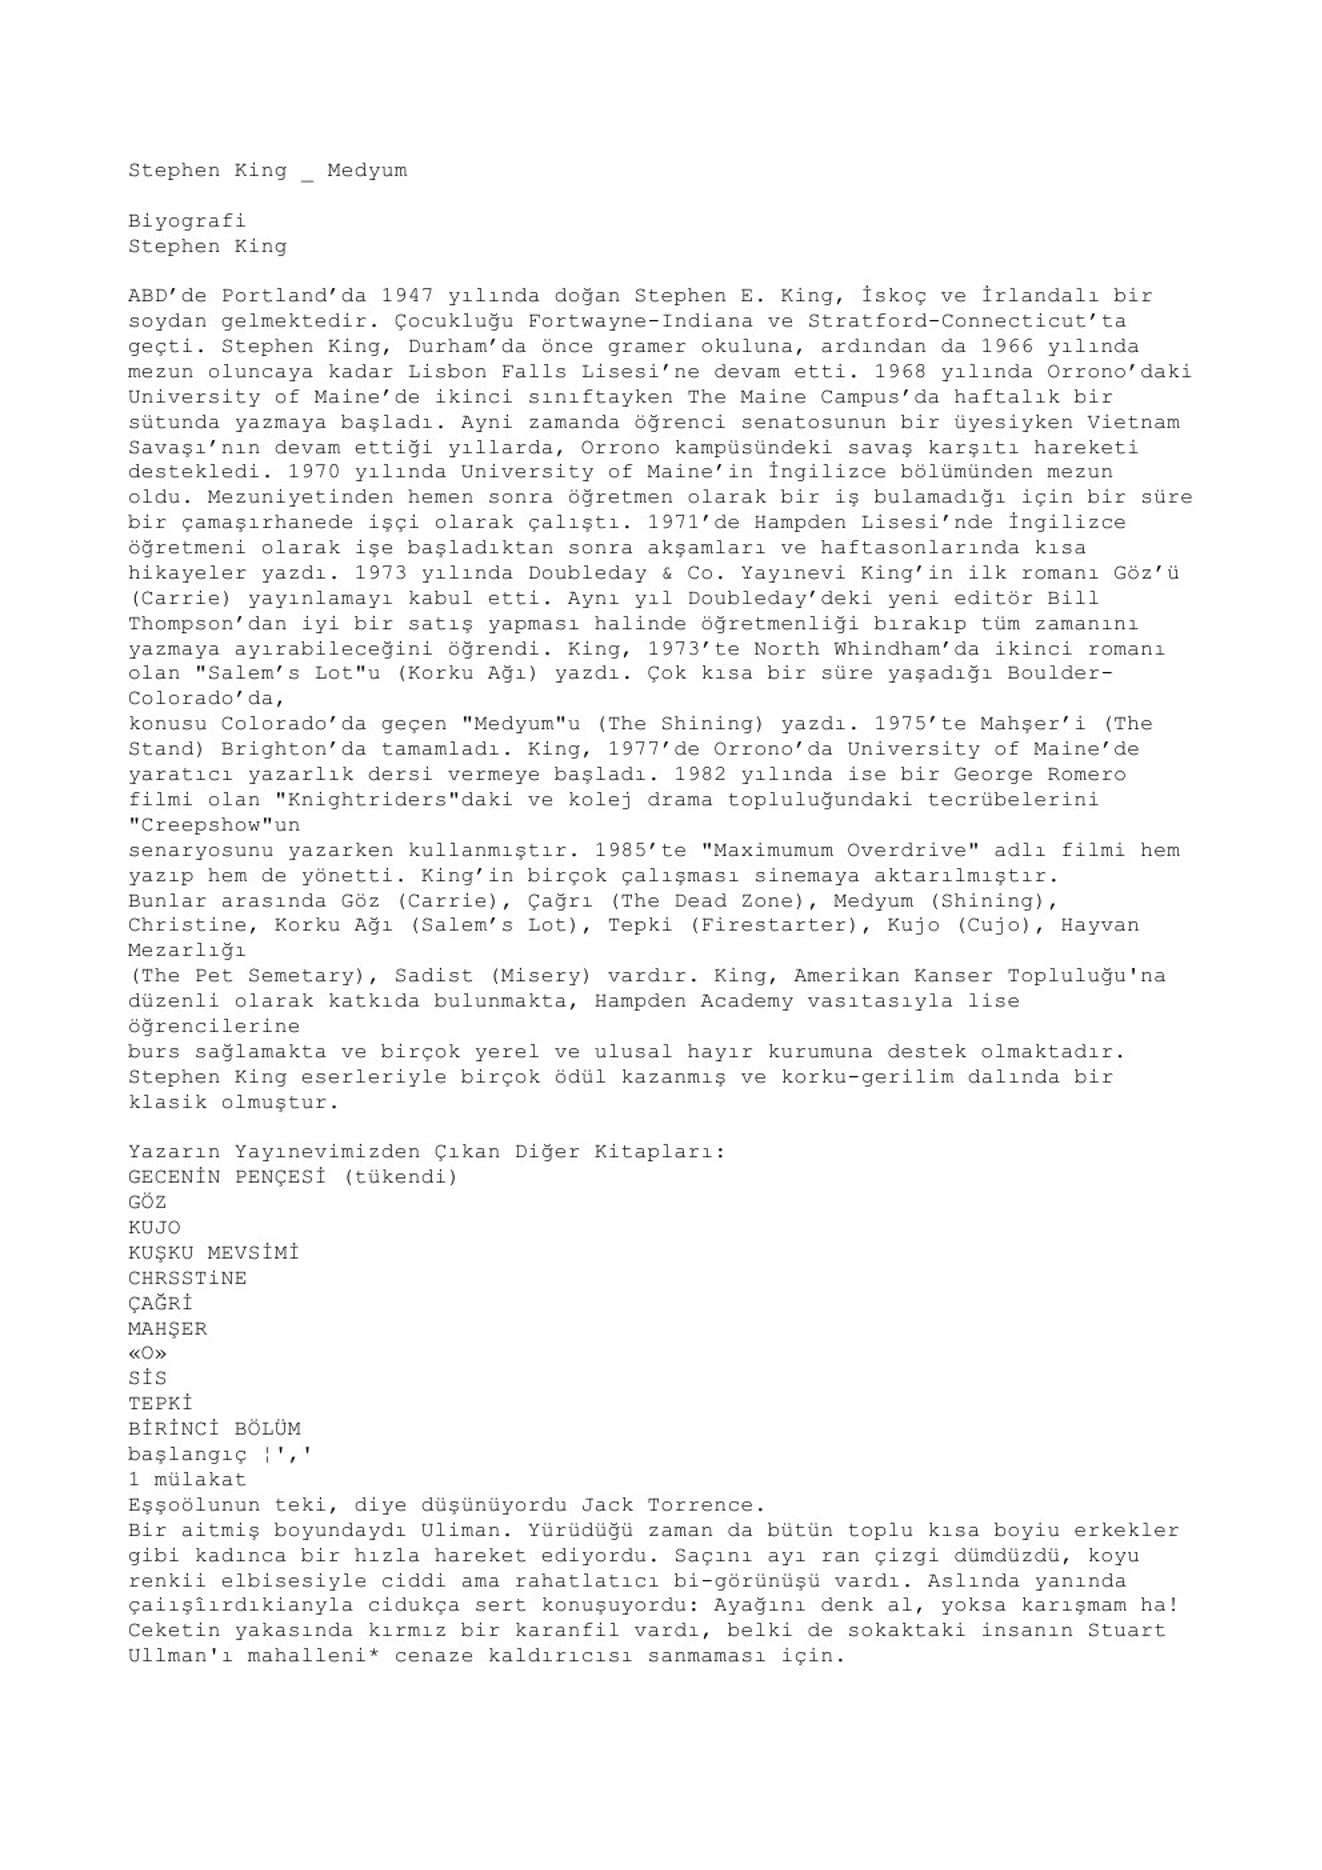 Stephen King _ Medyum
Biyografi
Stephen King
ABD’de Portland’da 1947 yılında doğan Stephen E. King, İskoç ve İrlandalı bir
soydan gelmektedir. Çocukluğu Fortwayne-Indiana ve Stratford-Connecticut’ta
geçti. Stephen King, Durham’da önce gramer okuluna, ardından da 1966 yılında
mezun oluncaya kadar Lisbon Falls Lisesi’ne devam etti. 1968 yılında Orrono’daki
University of Maine’de ikinci sınıftayken The Maine Campus’da haftalık bir
sütunda yazmaya başladı. Ayni zamanda öğrenci senatosunun bir üyesiyken Vietnam
Savaşı’nın devam ettiği yıllarda, Orrono kampüsündeki savaş karşıtı hareketi
destekledi. 1970 yılında University of Maine’in İngilizce bölümünden mezun
oldu. Mezuniyetinden hemen sonra öğretmen olarak bir iş bulamadığı için bir süre
bir çamaşırhanede işçi olarak çalıştı. 1971’de Hampden Lisesi’nde İngilizce
öğretmeni olarak işe başladıktan sonra akşamları ve haftasonlarında kısa
hikayeler yazdı. 1973 yılında Doubleday & Co. Yayınevi King’in ilk romanı Göz’ü
(Carrie) yayınlamayı kabul etti. Aynı yıl Doubleday’deki yeni editör Bill
Thompson’dan iyi bir satış yapması halinde öğretmenliği bırakıp tüm zamanını
yazmaya ayırabileceğini öğrendi. King, 1973’te North Whindham’da ikinci romanı
olan "Salem’s Lot"u (Korku Ağı) yazdı. Çok kısa bir süre yaşadığı Boulder-
Colorado’da,
konusu Colorado’da geçen "Medyum"u (The Shining) yazdı. 1975’te Mahşer’i (The
Stand) Brighton’da tamamladı. King, 1977’de Orrono’da University of Maine’de
yaratıcı yazarlık dersi vermeye başladı. 1982 yılında ise bir George Romero
filmi olan "Knightriders"daki ve kolej drama topluluğundaki tecrübelerini
"Creepshow"un
senaryosunu yazarken kullanmıştır. 1985’te "Maximumum Overdrive" adlı filmi hem
yazıp hem de yönetti. King’in birçok çalışması sinemaya aktarılmıştır.
Bunlar arasında Göz (Carrie), Çağrı (The Dead Zone), Medyum (Shining),
Christine, Korku Ağı (Salem’s Lot), Tepki (Firestarter), Kujo (Cujo), Hayvan
Mezarlığı
(The Pet Semetary), Sadist (Misery) vardır. King, Amerikan Kanser Topluluğu'na
düzenli olarak katkıda bulunmakta, Hampden Academy vasıtasıyla lise
öğrencilerine
burs sağlamakta ve birçok yerel ve ulusal hayır kurumuna destek olmaktadır.
Stephen King eserleriyle birçok ödül kazanmış ve korku-gerilim dalında bir
klasik olmuştur.
Yazarın Yayınevimizden Çıkan Diğer Kitapları:
GECENİN PENÇESİ (tükendi)
GÖZ
KUJO
KUŞKU MEVSİMİ
CHRSSTiNE
ÇAĞRİ
MAHŞER
«O»
SİS
TEPKİ
BİRİNCİ BÖLÜM
başlangıç ¦','
1 mülakat
Eşşoölunun teki, diye düşünüyordu Jack Torrence.
Bir aitmiş boyundaydı Uliman. Yürüdüğü zaman da bütün toplu kısa boyiu erkekler
gibi kadınca bir hızla hareket ediyordu. Saçını ayı ran çizgi dümdüzdü, koyu
renkii elbisesiyle ciddi ama rahatlatıcı bi-görünüşü vardı. Aslında yanında
çaiışîırdıkianyla cidukça sert konuşuyordu: Ayağını denk al, yoksa karışmam ha!
Ceketin yakasında kırmız bir karanfil vardı, belki de sokaktaki insanın Stuart
Ullman'ı mahalleni* cenaze kaldırıcısı sanmaması için.